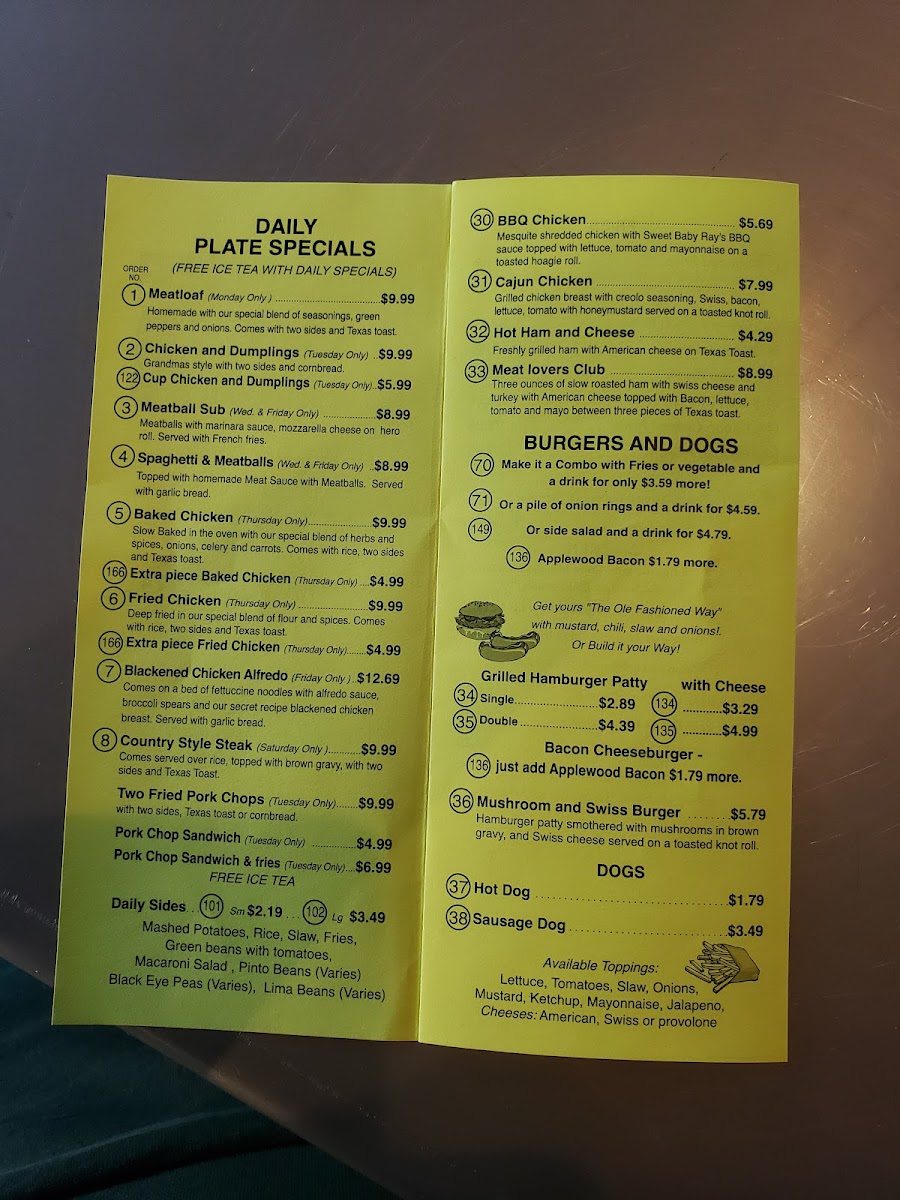 DAILY
PLATE SPECIALS
(FREE ICE TEA WITH DAILY SPECIALS)
ORDER
NO.
1 Meatloaf (Monday Only ) ..............................$9.99
Homemade with our special blend of seasonings, green
peppers and onions. Comes with two sides and Texas toast.
2 Chicken and Dumplings (Tuesday Only) ..$9.99
Grandmas style with two sides and cornbread.
122 Cup Chicken and Dumplings (Tuesday Only)..$5.99
3 Meatball Sub (Wed. & Friday Only) ...............$8.99
Meatballs with marinara sauce, mozzarella cheese on hero
roll. Served with French fries.
4 Spaghetti & Meatballs (Wed. & Friday Only) ..$8.99
Topped with homemade Meat Sauce with Meatballs. Served
with garlic bread.
5 Baked Chicken (Thursday Only)..................$9.99
Slow Baked in the oven with our special blend of herbs and
spices, onions, celery and carrots. Comes with rice, two sides
and Texas toast.
166 Extra piece Baked Chicken (Thursday Only) ...$4.99
6 Fried Chicken (Thursday Only) ....................$9.99
Deep fried in our special blend of flour and spices. Comes
with rice, two sides and Texas toast.
166 Extra piece Fried Chicken (Thursday Only).......$4.99
7 Blackened Chicken Alfredo (Friday Only ) ..$12.69
Comes on a bed of fettuccine noodles with alfredo sauce,
broccoli spears and our secret recipe blackened chicken
breast. Served with garlic bread.
8 Country Style Steak (Saturday Only )..........$9.99
Comes served over rice, topped with brown gravy, with two
sides and Texas Toast.
Two Fried Pork Chops (Tuesday Only).......$9.99
with two sides, Texas toast or cornbread.
Pork Chop Sandwich (Tuesday Only) .............$4.99
Pork Chop Sandwich & fries (Tuesday Only)...$6.99
FREE ICE TEA
Daily Sides.. 101 Sm $2.19 ... 102 Lg $3.49
Mashed Potatoes, Rice, Slaw, Fries,
Green beans with tomatoes,
Macaroni Salad , Pinto Beans (Varies)
Black Eye Peas (Varies), Lima Beans (Varies)
30 BBQ Chicken..........................................$5.69
Mesquite shredded chicken with Sweet Baby Ray's BBQ
sauce topped with lettuce, tomato and mayonnaise on a
toasted hoagie roll.
31 Cajun Chicken ........................................$7.99
Grilled chicken breast with creolo seasoning, Swiss, bacon,
lettuce, tomato with honeymustard served on a toasted knot roll.
32 Hot Ham and Cheese ...................................$4.29
Freshly grilled ham with American cheese on Texas Toast.
33 Meat lovers Club ...................................$8.99
Three ounces of slow roasted ham with swiss cheese and
turkey with American cheese topped with Bacon, lettuce,
tomato and mayo between three pieces of Texas toast.
BURGERS AND DOGS
70 Make it a Combo with Fries or vegetable and
a drink for only $3.59 more!
71 Or a pile of onion rings and a drink for $4.59.
149 Or side salad and a drink for $4.79.
136 Applewood Bacon $1.79 more.
Get yours "The Ole Fashioned Way"
with mustard, chili, slaw and onions!.
Or Build it your Way!
Grilled Hamburger Patty with Cheese
34 Single.......................$2.89 134 ...........$3.29
35 Double .....................$4.39 135 ............$4.99
Bacon Cheeseburger -
136 just add Applewood Bacon $1.79 more.
36 Mushroom and Swiss Burger .......$5.79
Hamburger patty smothered with mushrooms in brown
gravy, and Swiss cheese served on a toasted knot roll.
DOGS
37 Hot Dog ...............................$1.79
38 Sausage Dog .........................$3.49
Available Toppings:
Lettuce, Tomatoes, Slaw, Onions,
Mustard, Ketchup, Mayonnaise, Jalapeno,
Cheeses: American, Swiss or provolone